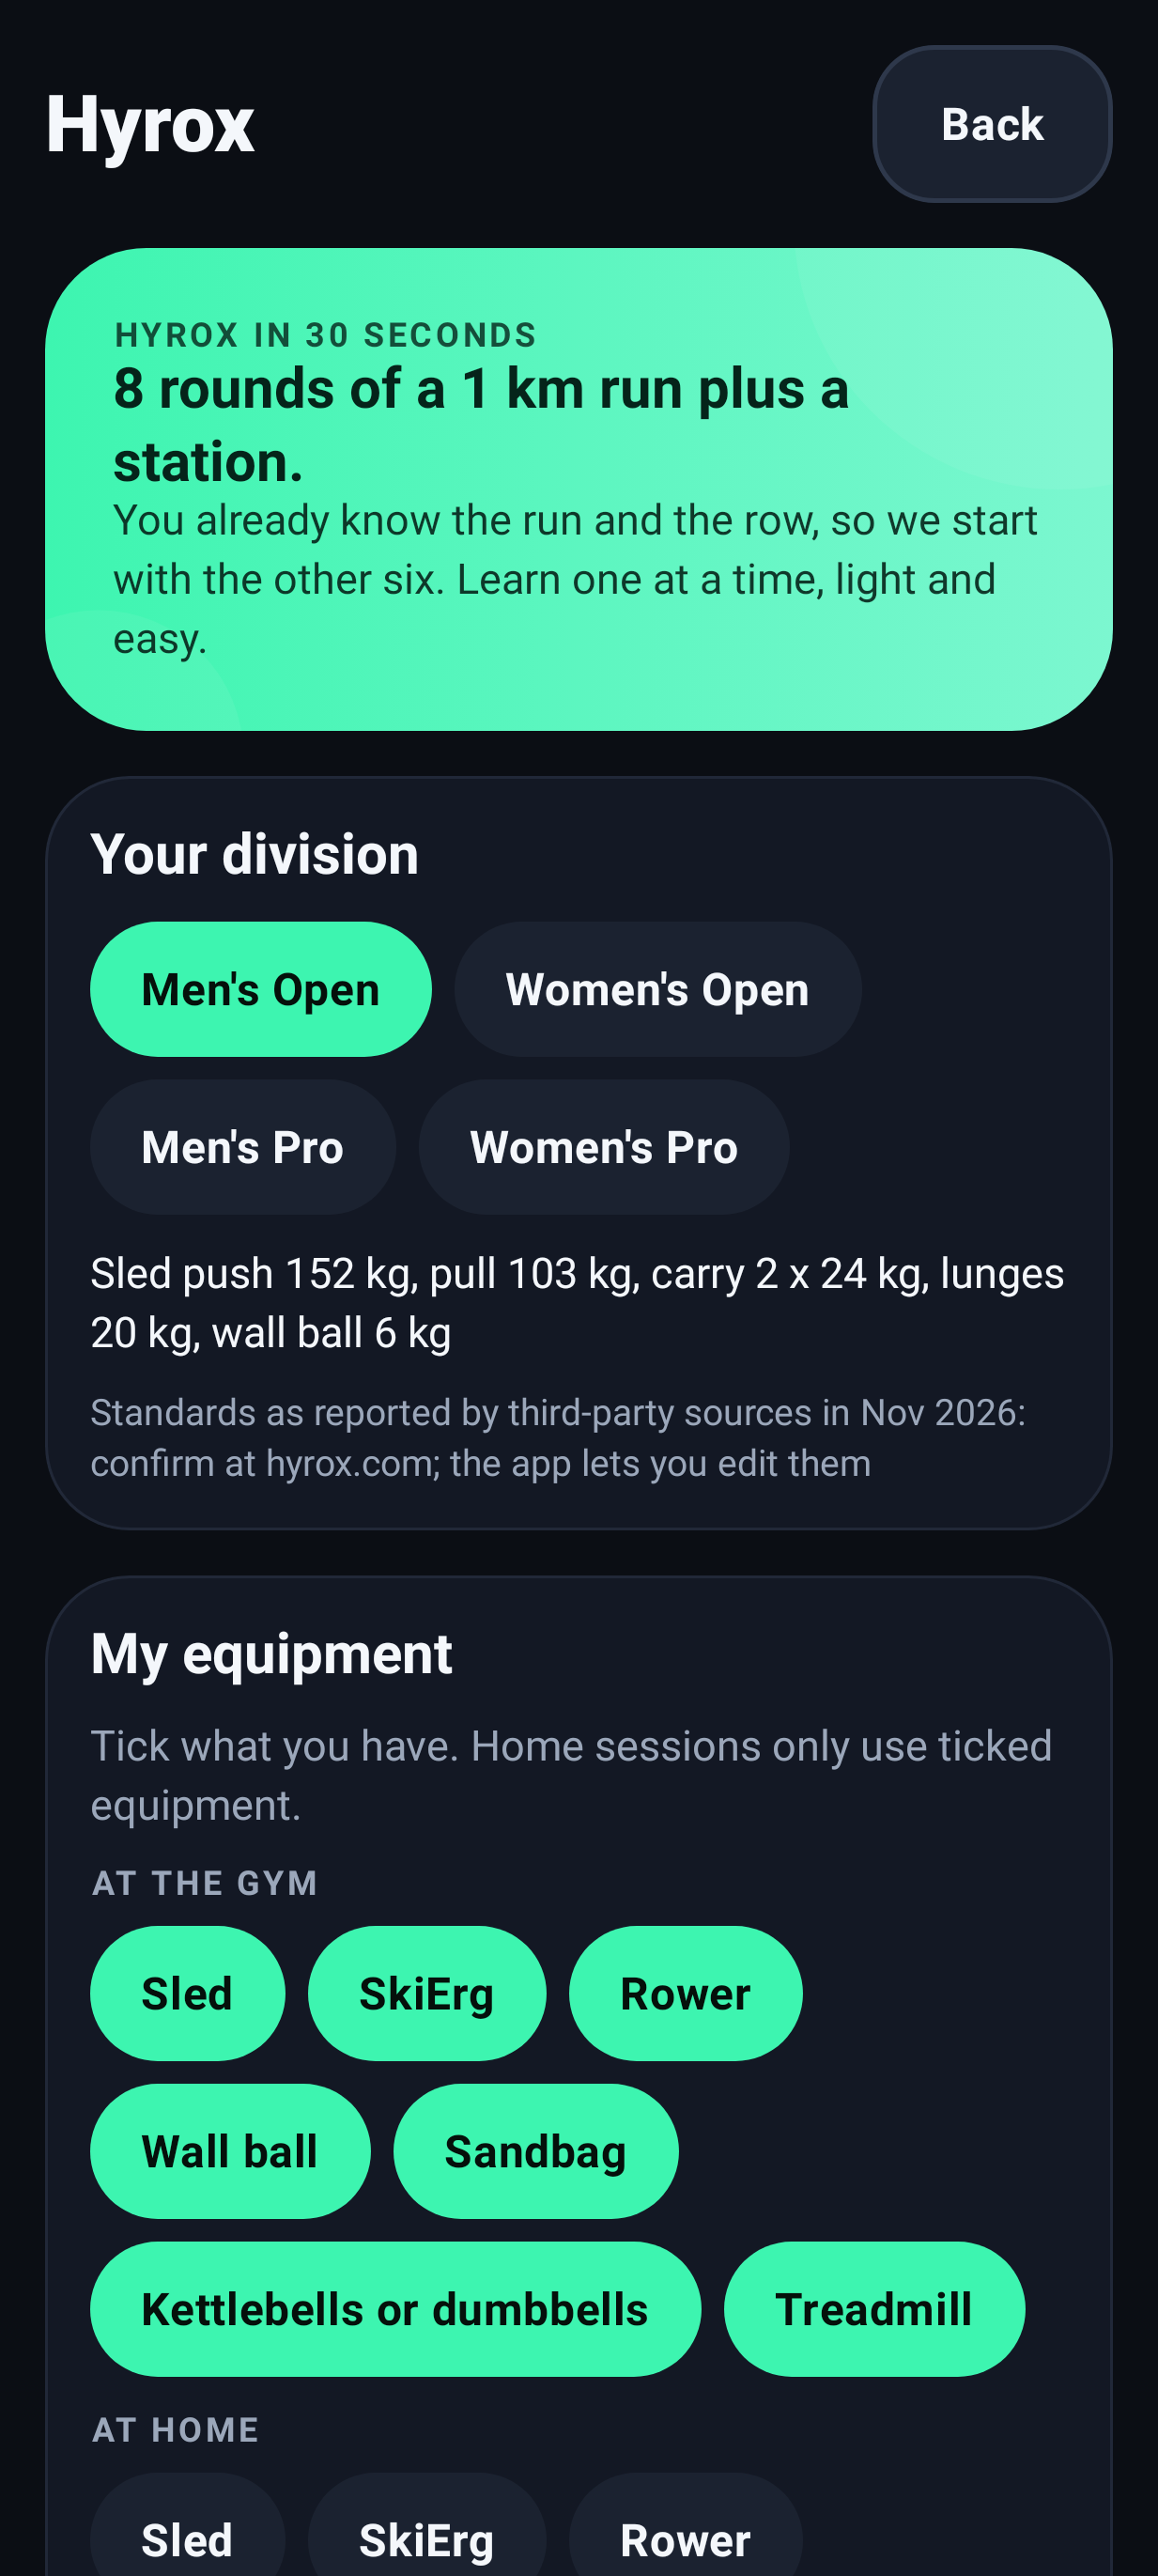 Hyrox
Back
HYROX IN 30 SECONDS
8 rounds of a 1 km run plus a
station.
You already know the run and the row, so we start
with the other six. Learn one at a time, light and
easy.
Your division
Men's Open
Women's Open
Men's Pro
Women's Pro
Sled push 152 kg, pull 103 kg, carry 2 x 24 kg, lunges
20 kg, wall ball 6 kg
Standards as reported by third-party sources in Nov 2026:
confirm at hyrox.com; the app lets you edit them
My equipment
Tick what you have. Home sessions only use ticked
equipment.
AT THE GYM
Sled
SkiErg
Rower
Wall ball
Sandbag
Kettlebells or dumbbells
Treadmill
AT HOME
Sled
SkiErg
Rower